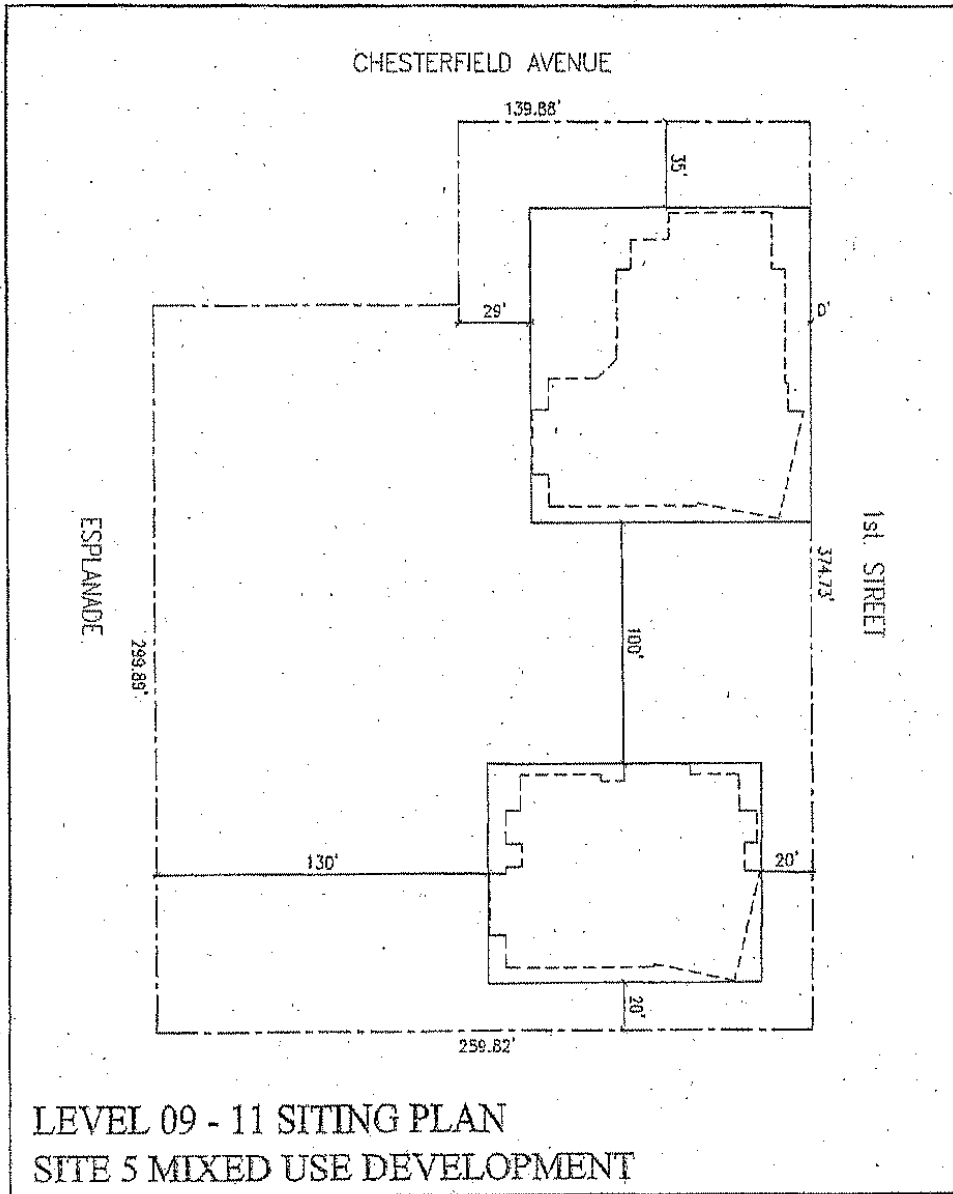 CHESTERFIELD AVENUE
139.88'
35'
29'
0'
ESPLANADE
1st. STREET
374.73'
100'
299.89'
130'
20'
20'
259.82'
LEVEL 09 - 11 SITING PLAN
SITE 5 MIXED USE DEVELOPMENT